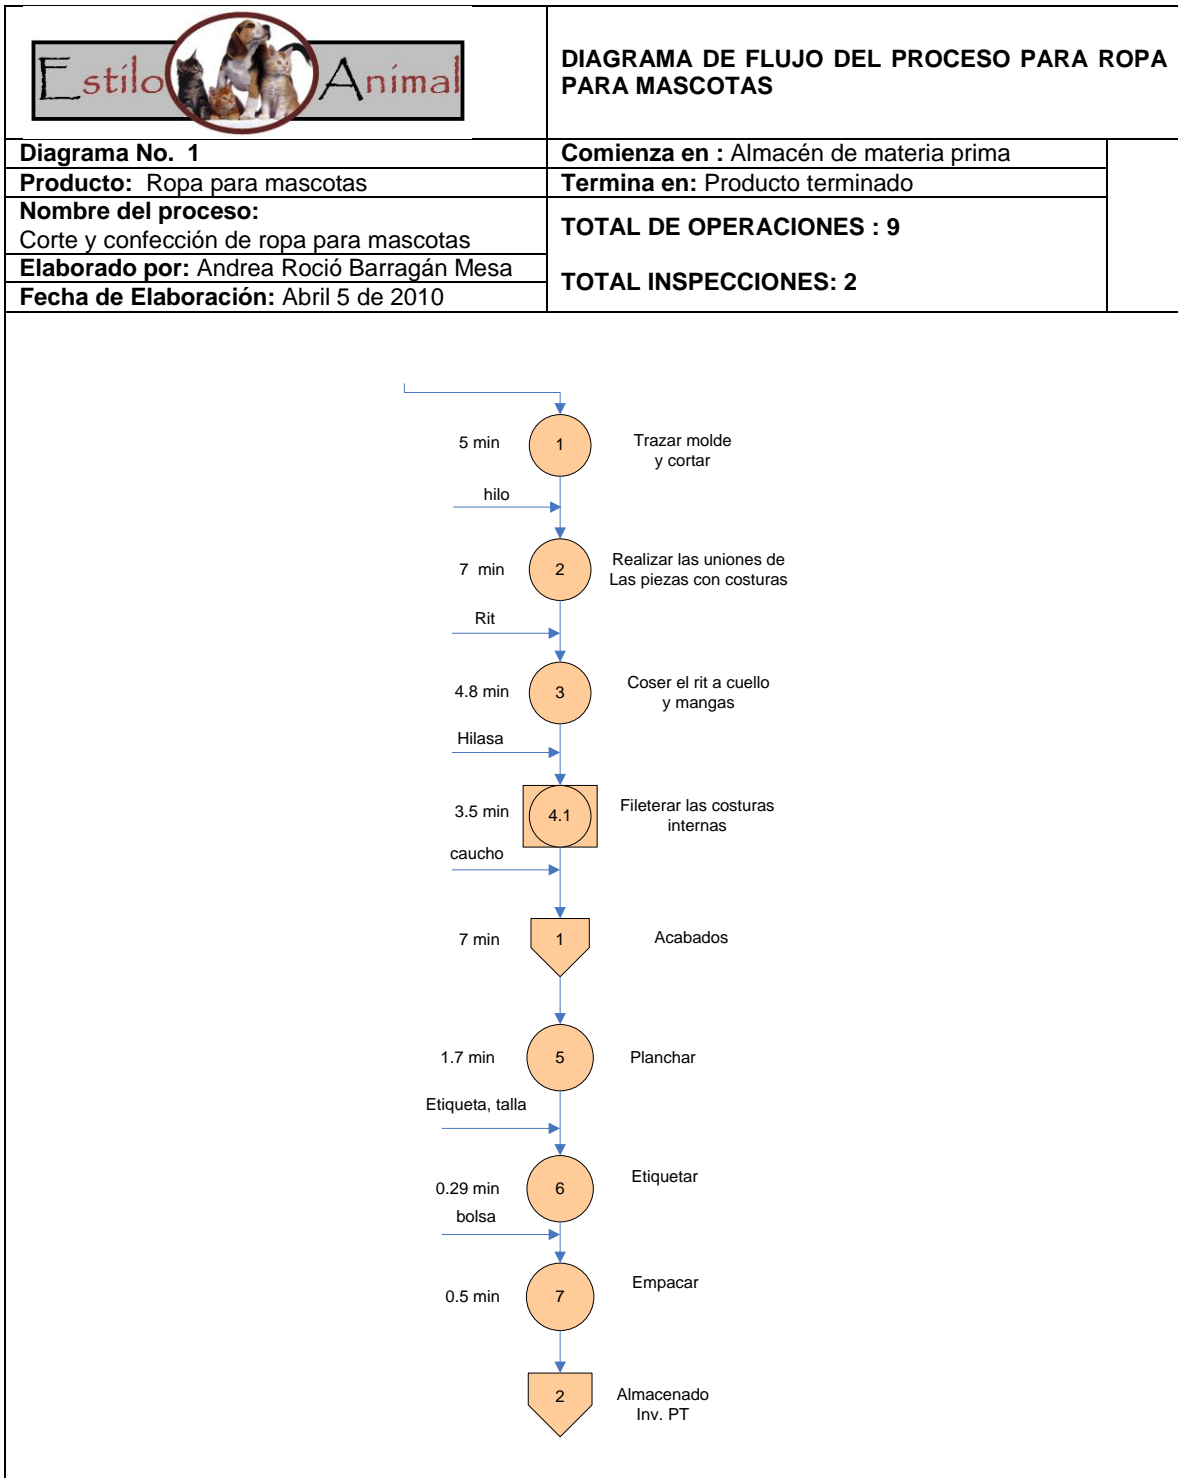 Estilo Animal
DIAGRAMA DE FLUJO DEL PROCESO PARA ROPA
PARA MASCOTAS
Diagrama No. 1
Comienza en : Almacén de materia prima
Producto: Ropa para mascotas
Termina en: Producto terminado
Nombre del proceso:
Corte y confección de ropa para mascotas
TOTAL DE OPERACIONES : 9
Elaborado por: Andrea Roció Barragán Mesa
TOTAL INSPECCIONES: 2
Fecha de Elaboración: Abril 5 de 2010
5 min
1
Trazar molde
y cortar
hilo
7 min
2
Realizar las uniones de
Las piezas con costuras
Rit
4.8 min
3
Coser el rit a cuello
y mangas
Hilasa
3.5 min
4.1
Fileterar las costuras
internas
caucho
7 min
1
Acabados
1.7 min
5
Planchar
Etiqueta, talla
0.29 min
6
Etiquetar
bolsa
0.5 min
7
Empacar
2
Almacenado
Inv. PT